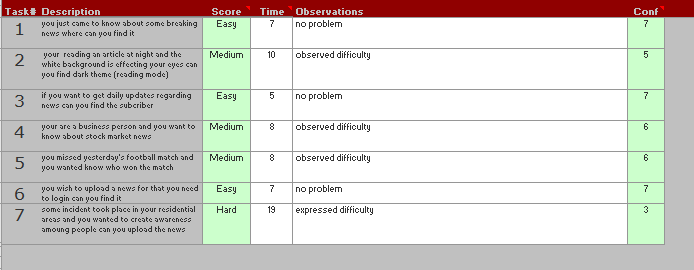 Task# Description Score Time Observations Conf
1 you just came to know about some breaking Easy 7 no problem 7
news where can you find it
2 your reading an article at night and the Medium 10 observed difficulty 5
white background is effecting your eyes can
you find dark theme (reading mode)
3 if you want to get daily updates regarding Easy 5 no problem 7
news can you find the subcriber
4 your are a business person and you want to Medium 8 observed difficulty 6
know about stock market news
5 you missed yesterday's football match and Medium 8 observed difficulty 6
you wanted know who won the match
6 you wish to upload a news for that you need Easy 7 no problem 7
to login can you find it
7 some incident took place in your residential Hard 19 expressed difficulty 3
areas and you wanted to create awareness
amoung people can you upload the news